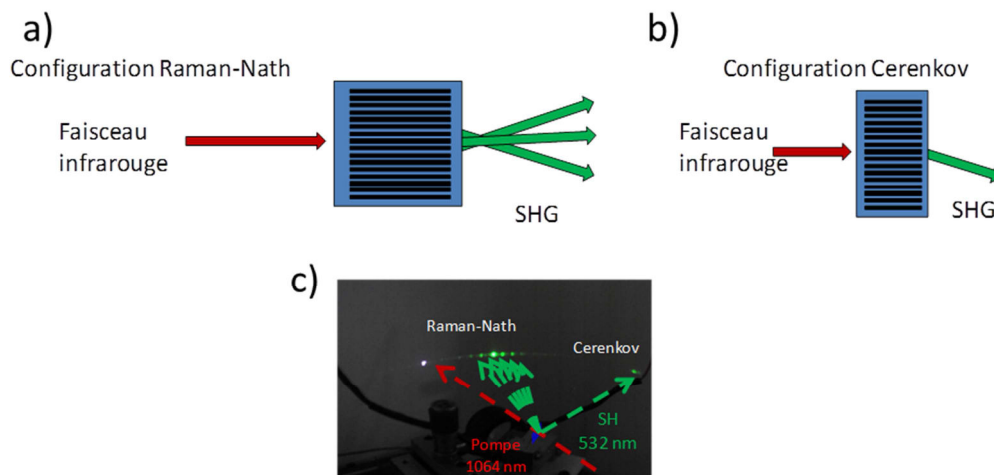 a)
Configuration Raman-Nath
Faisceau
infrarouge
SHG
b)
Configuration Cerenkov
Faisceau
infrarouge
SHG
c)
Raman-Nath
Cerenkov
SH
532 nm
Pompe
1064 nm